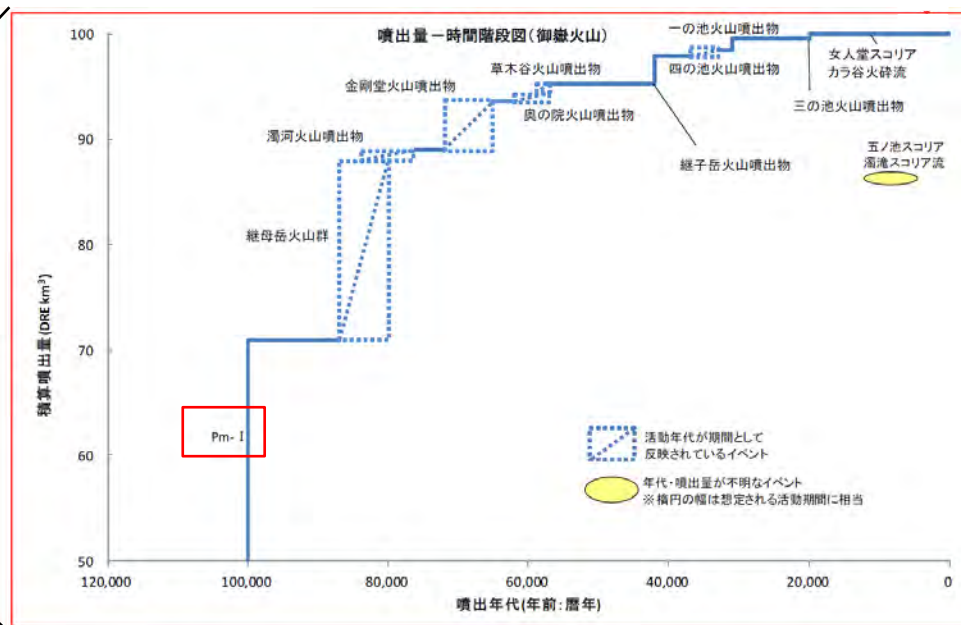 噴出量－時間階段図(御嶽火山)
一の池火山噴出物
女人堂スコリア
カラ谷火砕流
草木谷火山噴出物
四の池火山噴出物
金剛堂火山噴出物
奥の院火山噴出物
三の池火山噴出物
濁河火山噴出物
継子岳火山噴出物
五ノ池スコリア
濁滝スコリア流
継母岳火山群
Pm-Ⅰ
活動年代が期間として
反映されているイベント
年代・噴出量が不明なイベント
※楕円の幅は想定される活動期間に相当
積算噴出量(DRE km³)
100
90
80
70
60
50
120,000
100,000
80,000
60,000
40,000
20,000
0
噴出年代(年前:暦年)